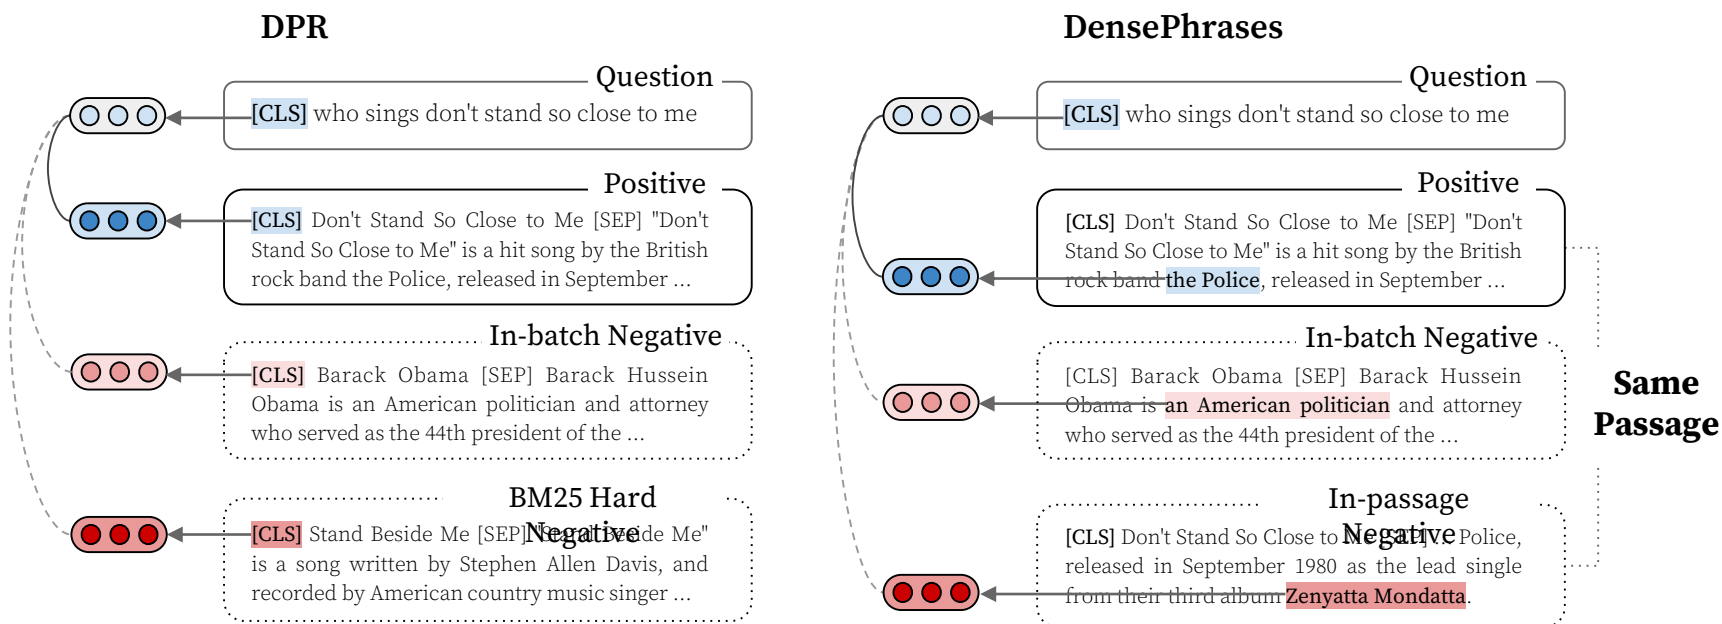 DPR
Question
[CLS] who sings don't stand so close to me
Positive
[CLS] Don't Stand So Close to Me [SEP] "Don't
Stand So Close to Me" is a hit song by the British
rock band the Police, released in September ...
In-batch Negative
[CLS] Barack Obama [SEP] Barack Hussein
Obama is an American politician and attorney
who served as the 44th president of the ...
BM25 Hard
Negative
[CLS] Stand Beside Me [SEP] "Stand Beside Me"
is a song written by Stephen Allen Davis, and
recorded by American country music singer ...
DensePhrases
Question
[CLS] who sings don't stand so close to me
Positive
[CLS] Don't Stand So Close to Me [SEP] "Don't
Stand So Close to Me" is a hit song by the British
rock band the Police, released in September ...
In-batch Negative
[CLS] Barack Obama [SEP] Barack Hussein
Obama is an American politician and attorney
who served as the 44th president of the ...
In-passage
Negative
[CLS] Don't Stand So Close to Me [SEP] ... Police,
released in September 1980 as the lead single
from their third album Zenyatta Mondatta.
Same
Passage